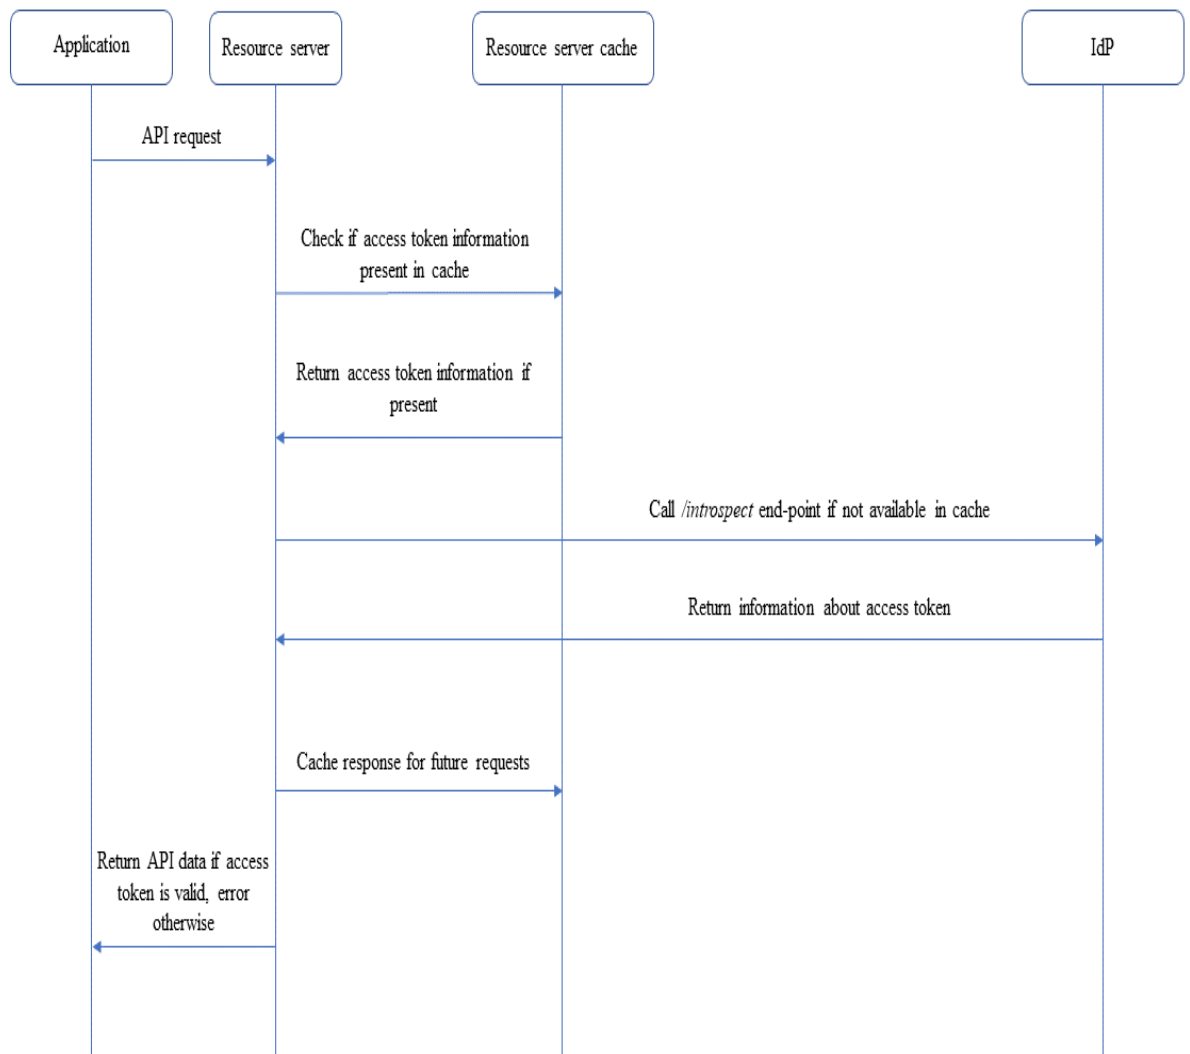 Application
Resource server
Resource server cache
IdP
API request
Check if access token information
present in cache
Return access token information if
present
Call /introspect end-point if not available in cache
Return information about access token
Cache response for future requests
Return API data if access
token is valid, error
otherwise